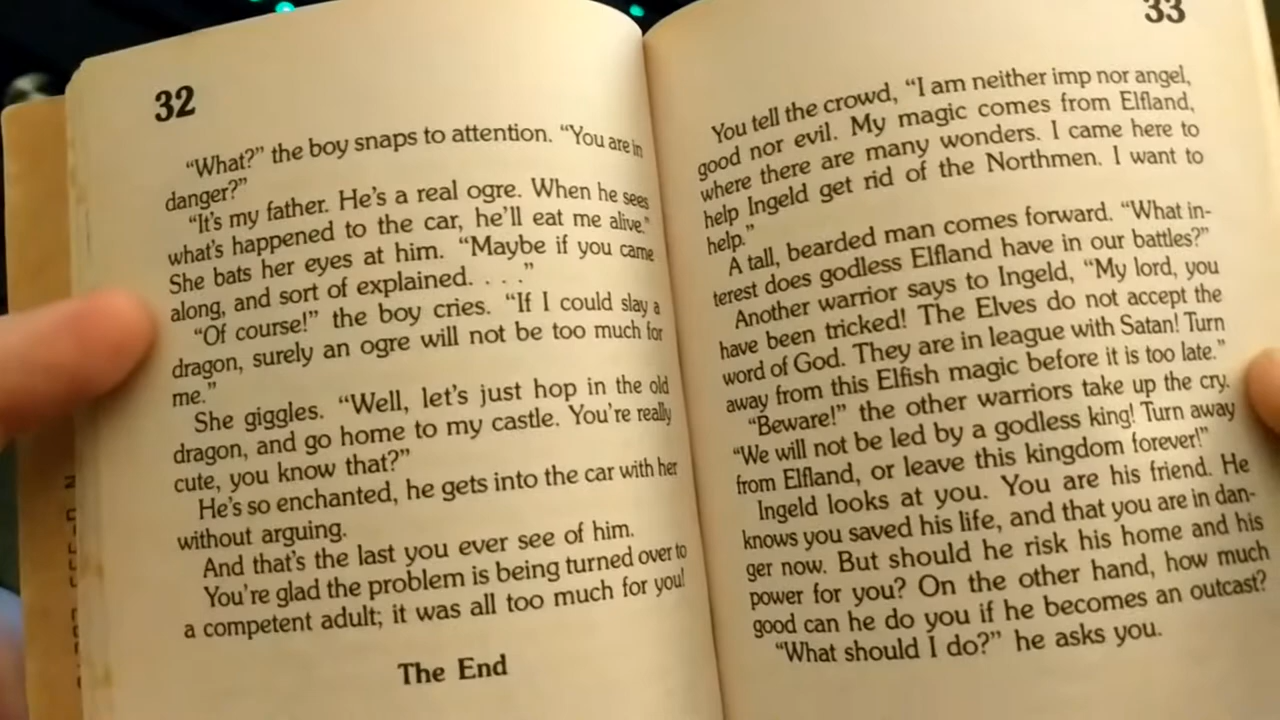 32
“What?” the boy snaps to attention. “You are in
danger?”
“It’s my father. He’s a real ogre. When he sees
what’s happened to the car, he’ll eat me alive.”
She bats her eyes at him. “Maybe if you came
along, and sort of explained. . . .”
“Of course!” the boy cries. “If I could slay a
dragon, surely an ogre will not be too much for
me.”
She giggles. “Well, let’s just hop in the old
dragon, and go home to my castle. You’re really
cute, you know that?”
He’s so enchanted, he gets into the car with her
without arguing.
And that’s the last you ever see of him.
You’re glad the problem is being turned over to
a competent adult; it was all too much for you!
The End
33
You tell the crowd, “I am neither imp nor angel,
good nor evil. My magic comes from Elfland,
where there are many wonders. I came here to
help Ingeld get rid of the Northmen. I want to
help.”
A tall, bearded man comes forward. “What in-
terest does godless Elfland have in our battles?”
Another warrior says to Ingeld, “My lord, you
have been tricked! The Elves do not accept the
word of God. They are in league with Satan! Turn
away from this Elfish magic before it is too late.”
“Beware!” the other warriors take up the cry.
“We will not be led by a godless king! Turn away
from Elfland, or leave this kingdom forever!”
Ingeld looks at you. You are his friend. He
knows you saved his life, and that you are in dan-
ger now. But should he risk his home and his
power for you? On the other hand, how much
good can he do you if he becomes an outcast?
“What should I do?” he asks you.